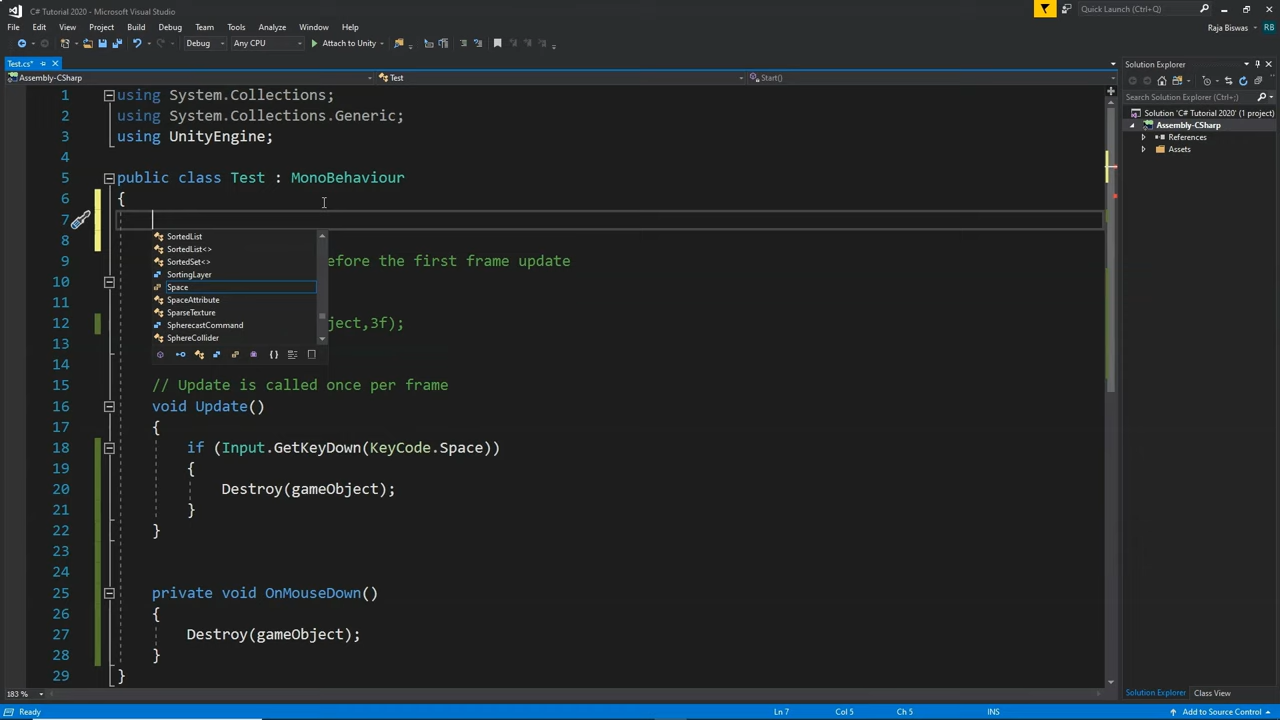 C# Tutorial 2020 - Microsoft Visual Studio
Quick Launch (Ctrl+Q)
File Edit View Project Build Debug Team Tools Test Analyze Window Help
Raja Biswas RB
Debug Any CPU Attach to Unity
Test.cs*
Assembly-CSharp Test Start()
1 using System.Collections;
2 using System.Collections.Generic;
3 using UnityEngine;
4
5 public class Test : MonoBehaviour
6 {
7
SortedList
8
SortedList<>
9 efore the first frame update
SortedSet<>
SortingLayer
10
Space
11
SpaceAttribute
SparseTexture
12 ject,3f);
SpherecastCommand
13
SphereCollider
{ }
14
15 // Update is called once per frame
16 void Update()
17 {
18 if (Input.GetKeyDown(KeyCode.Space))
19 {
20 Destroy(gameObject);
21 }
22 }
23
24
25 private void OnMouseDown()
26 {
27 Destroy(gameObject);
28 }
29 }
183 %
Solution Explorer
Search Solution Explorer (Ctrl+;)
Solution 'C# Tutorial 2020' (1 project)
Assembly-CSharp
References
Assets
Solution Explorer Class View
Ready Ln 7 Col 5 Ch 5 INS Add to Source Control